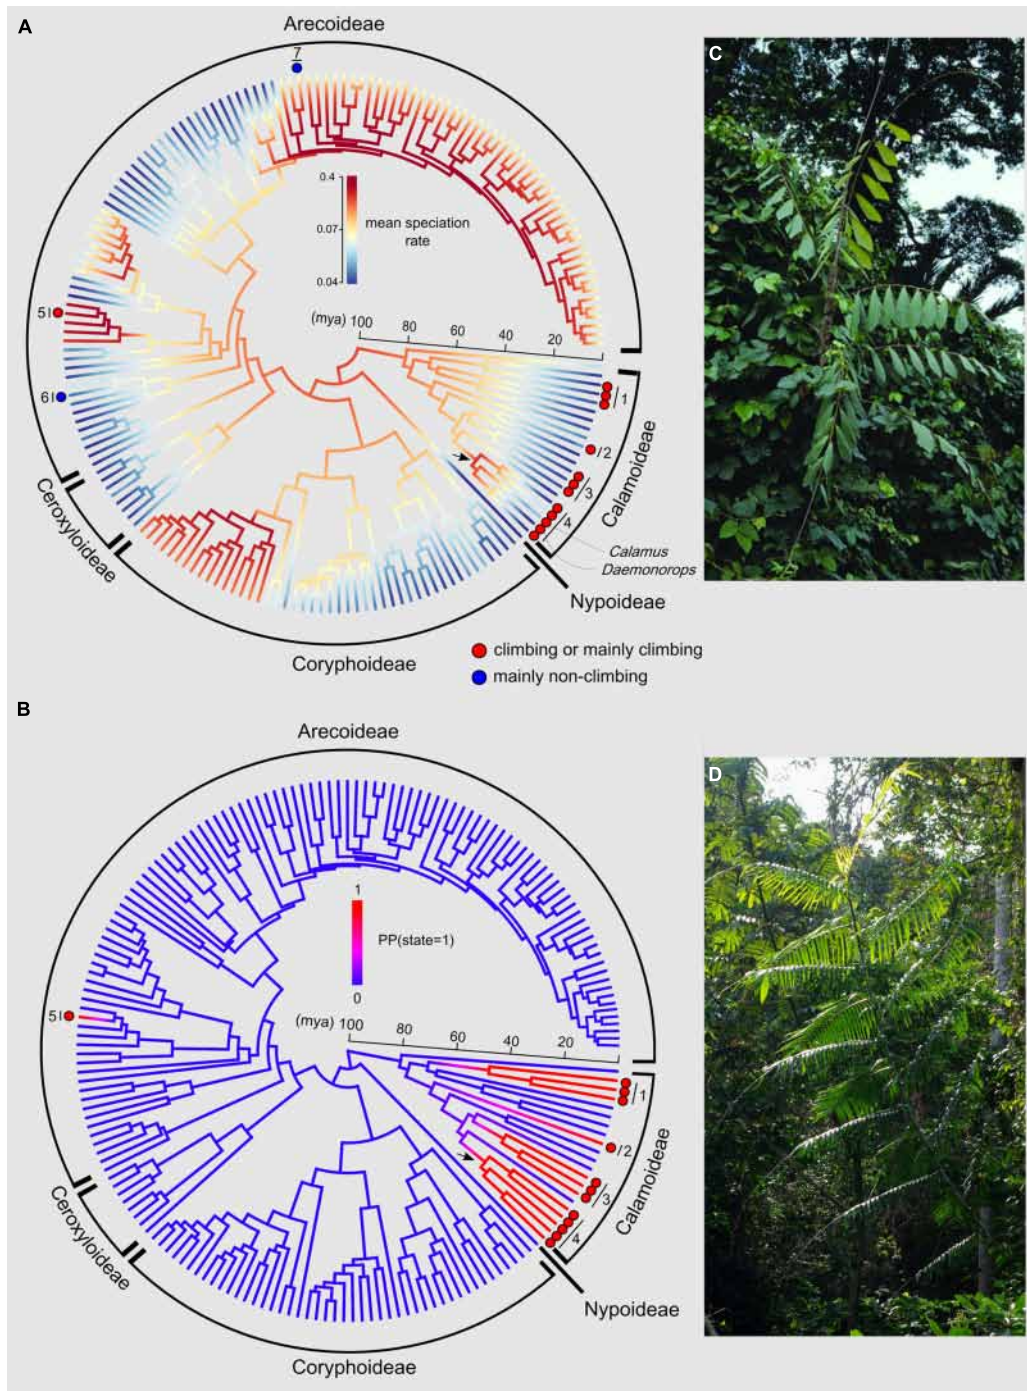 A
Arecoideae
7
C
0.4
mean speciation
rate
0.07
0.04
5
(mya) 100 80 60 40 20
6
1
2
3
4
Calamoideae
Calamus
Daemonorops
Ceroxyloideae
Nypoideae
Coryphoideae
climbing or mainly climbing
mainly non-climbing
B
Arecoideae
D
1
PP(state=1)
0
5
(mya) 100 80 60 40 20
1
2
3
4
Calamoideae
Ceroxyloideae
Nypoideae
Coryphoideae